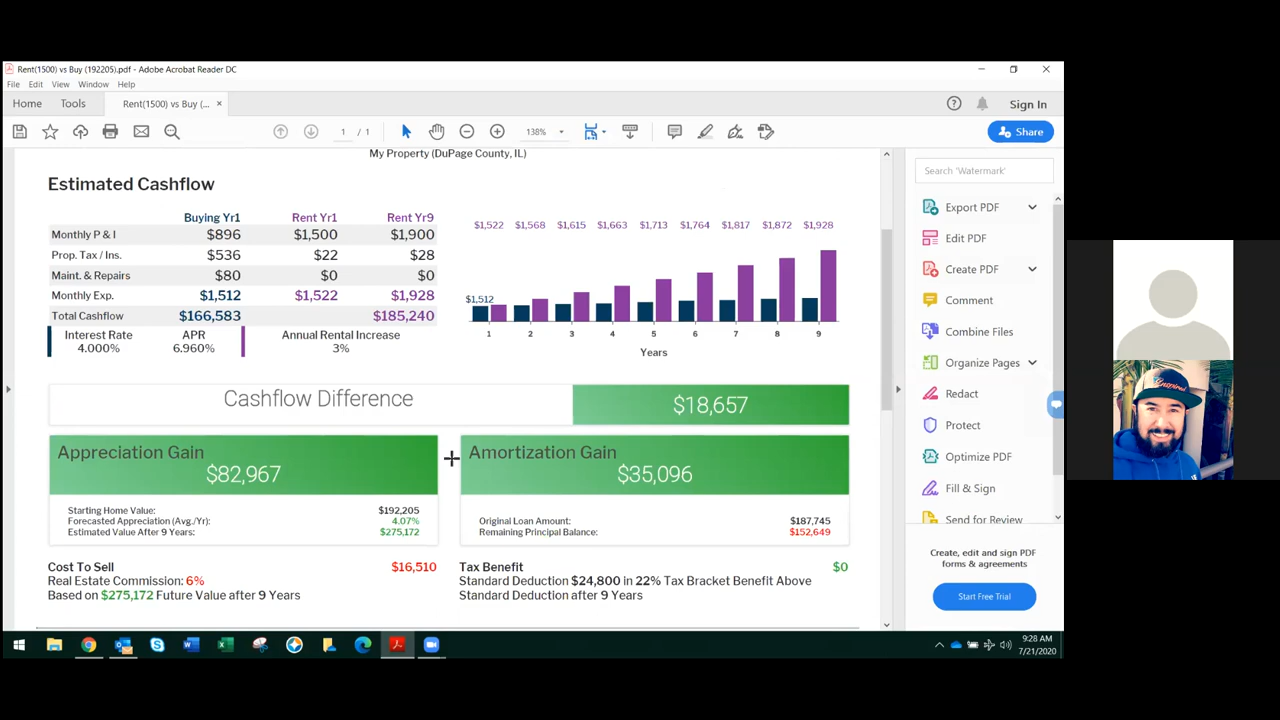 Rent(1500) vs Buy (192205).pdf - Adobe Acrobat Reader DC
File Edit View Window Help
Home Tools Rent(1500) vs Buy (... × Sign In
1 / 1 138% Share
My Property (DuPage County, IL)
Estimated Cashflow
Buying Yr1 Rent Yr1 Rent Yr9
Monthly P & I $896 $1,500 $1,900
Prop. Tax / Ins. $536 $22 $28
Maint. & Repairs $80 $0 $0
Monthly Exp. $1,512 $1,522 $1,928
Total Cashflow $166,583 $185,240
Interest Rate APR Annual Rental Increase
4.000% 6.960% 3%
$1,522 $1,568 $1,615 $1,663 $1,713 $1,764 $1,817 $1,872 $1,928
$1,512
1 2 3 4 5 6 7 8 9
Years
Cashflow Difference $18,657
Appreciation Gain
$82,967
Starting Home Value: $192,205
Forecasted Appreciation (Avg./Yr): 4.07%
Estimated Value After 9 Years: $275,172
Amortization Gain
$35,096
Original Loan Amount: $187,745
Remaining Principal Balance: $152,649
Cost To Sell $16,510
Real Estate Commission: 6%
Based on $275,172 Future Value after 9 Years
Tax Benefit $0
Standard Deduction $24,800 in 22% Tax Bracket Benefit Above
Standard Deduction after 9 Years
Search 'Watermark'
Export PDF
Edit PDF
Create PDF
Comment
Combine Files
Organize Pages
Redact
Protect
Optimize PDF
Fill & Sign
Send for Review
Create, edit and sign PDF
forms & agreements
Start Free Trial
Inspired
9:28 AM
7/21/2020